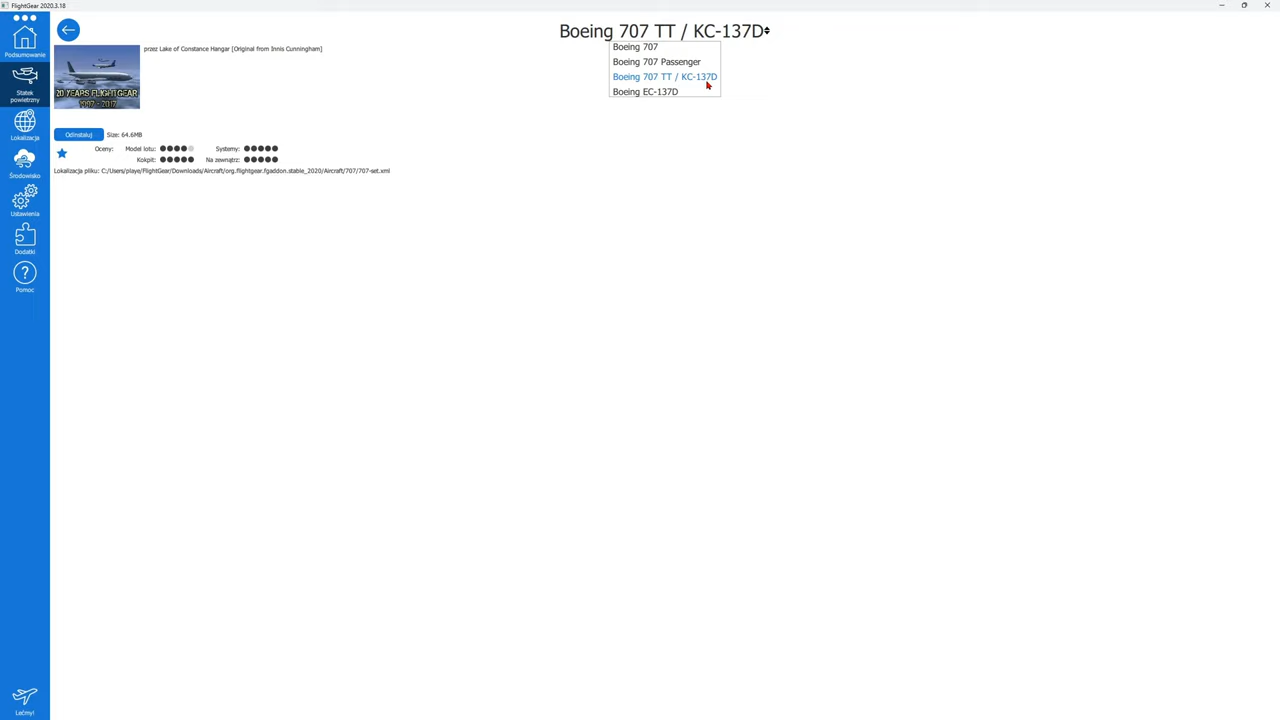 FlightGear 2020.3.18
Podsumowanie
Statek
powietrzny
Lokalizacja
Środowisko
Ustawienia
Dodatki
?
Pomoc
Lećmy!
Boeing 707 TT / KC-137D
Boeing 707
Boeing 707 Passenger
Boeing 707 TT / KC-137D
Boeing EC-137D
przez Lake of Constance Hangar [Original from Innis Cunningham]
20 YEARS FLIGHTGEAR
1997 - 2017
Odinstaluj Size: 64.6MB
Oceny: Model lotu: Systemy:
Kokpit: Na zewnątrz:
Lokalizacja pliku: C:/Users/playe/FlightGear/Downloads/Aircraft/org.flightgear.fgaddon.stable_2020/Aircraft/707/707-set.xml